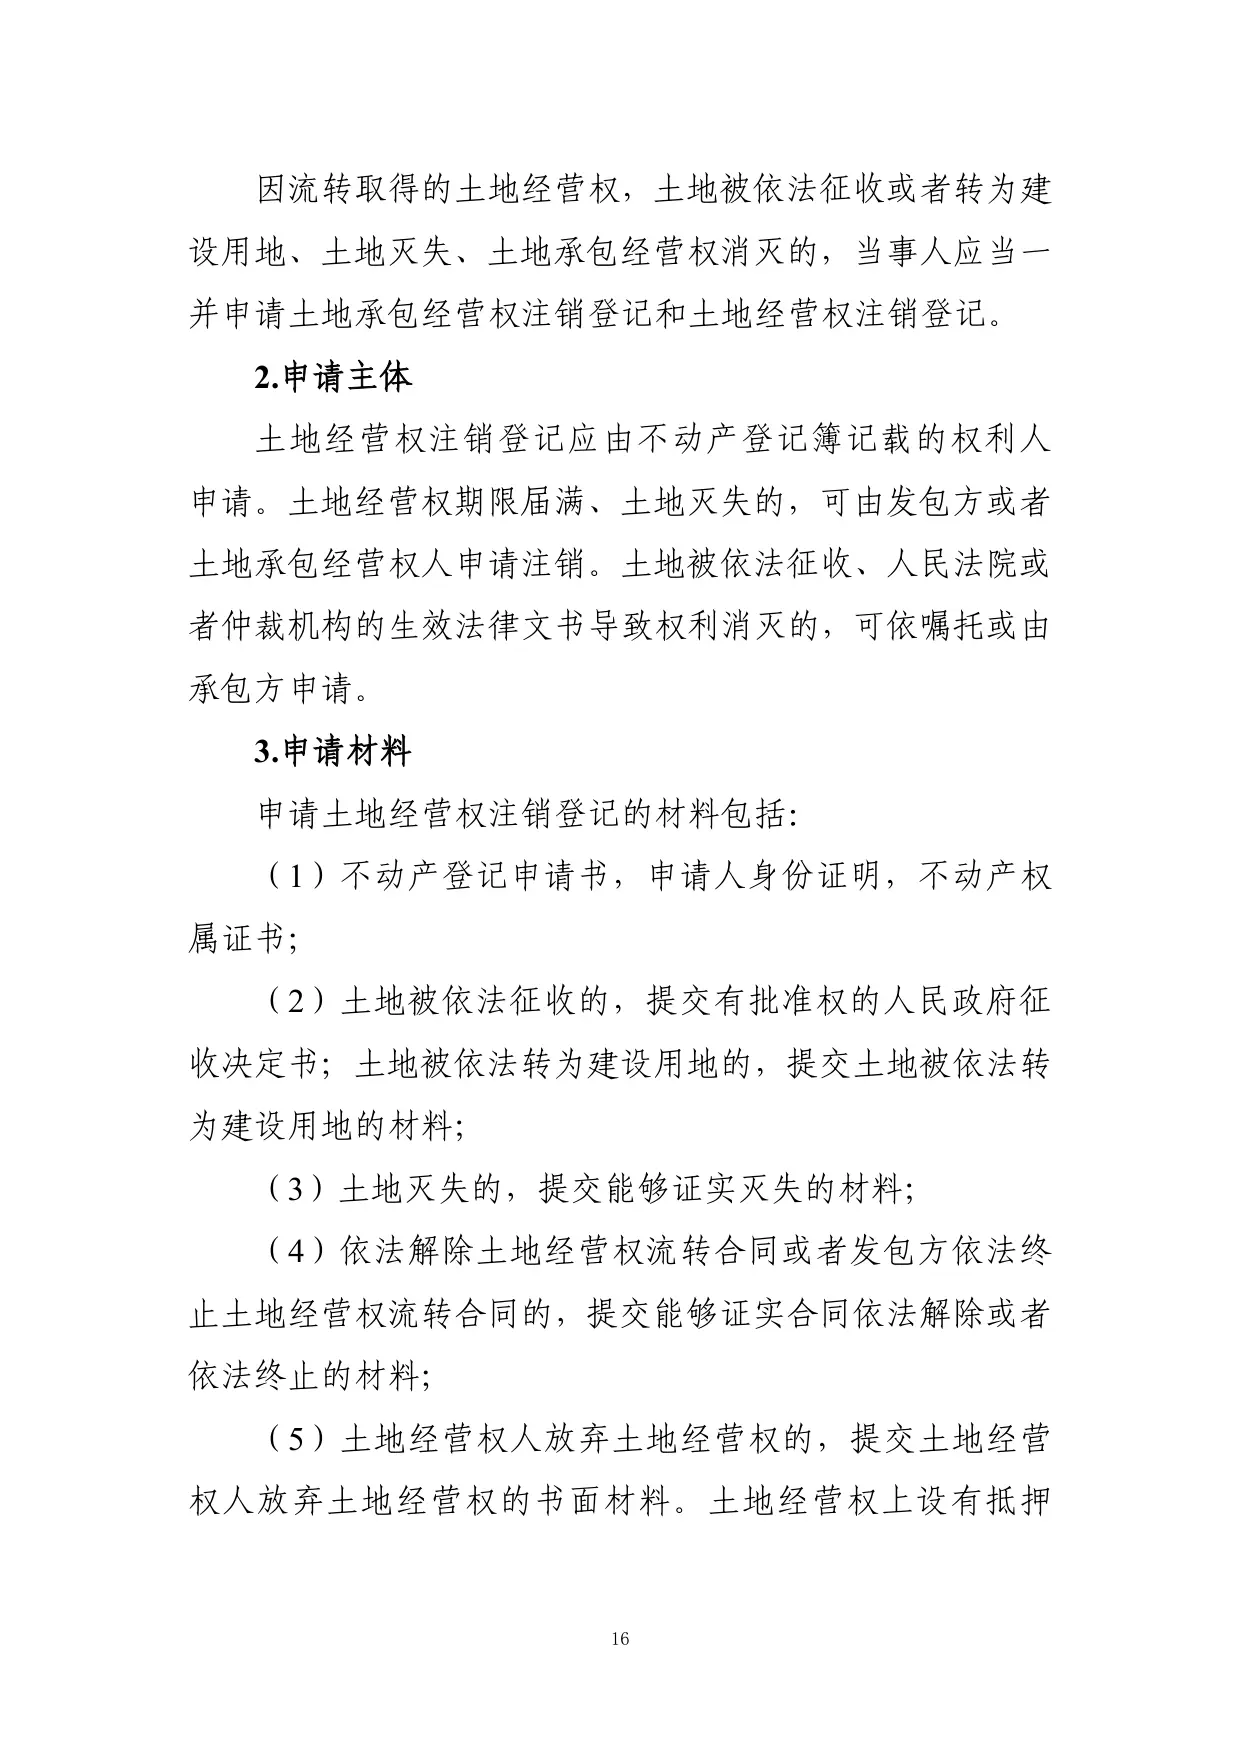 因流转取得的土地经营权，土地被依法征收或者转为建
设用地、土地灭失、土地承包经营权消灭的，当事人应当一
并申请土地承包经营权注销登记和土地经营权注销登记。
2.申请主体
土地经营权注销登记应由不动产登记簿记载的权利人
申请。土地经营权期限届满、土地灭失的，可由发包方或者
土地承包经营权人申请注销。土地被依法征收、人民法院或
者仲裁机构的生效法律文书导致权利消灭的，可依嘱托或由
承包方申请。
3.申请材料
申请土地经营权注销登记的材料包括：
（1）不动产登记申请书，申请人身份证明，不动产权
属证书；
（2）土地被依法征收的，提交有批准权的人民政府征
收决定书；土地被依法转为建设用地的，提交土地被依法转
为建设用地的材料；
（3）土地灭失的，提交能够证实灭失的材料；
（4）依法解除土地经营权流转合同或者发包方依法终
止土地经营权流转合同的，提交能够证实合同依法解除或者
依法终止的材料；
（5）土地经营权人放弃土地经营权的，提交土地经营
权人放弃土地经营权的书面材料。土地经营权上设有抵押
16